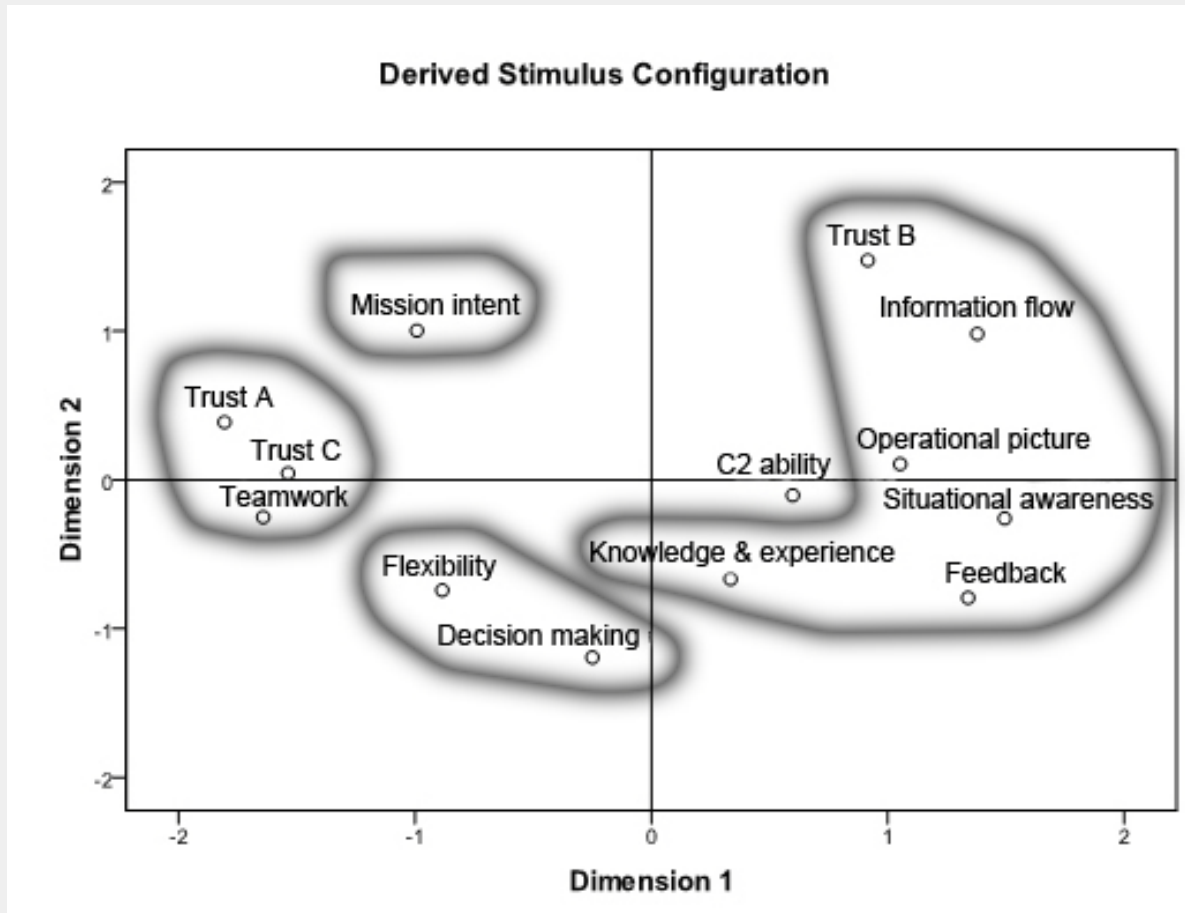 Derived Stimulus Configuration
2
Trust B
Information flow
Mission intent
1
Trust A
Trust C
Operational picture
C2 ability
0
Teamwork
Situational awareness
Knowledge & experience
Flexibility
Feedback
-1
Decision making
-2
-2
-1
0
1
2
Dimension 2
Dimension 1